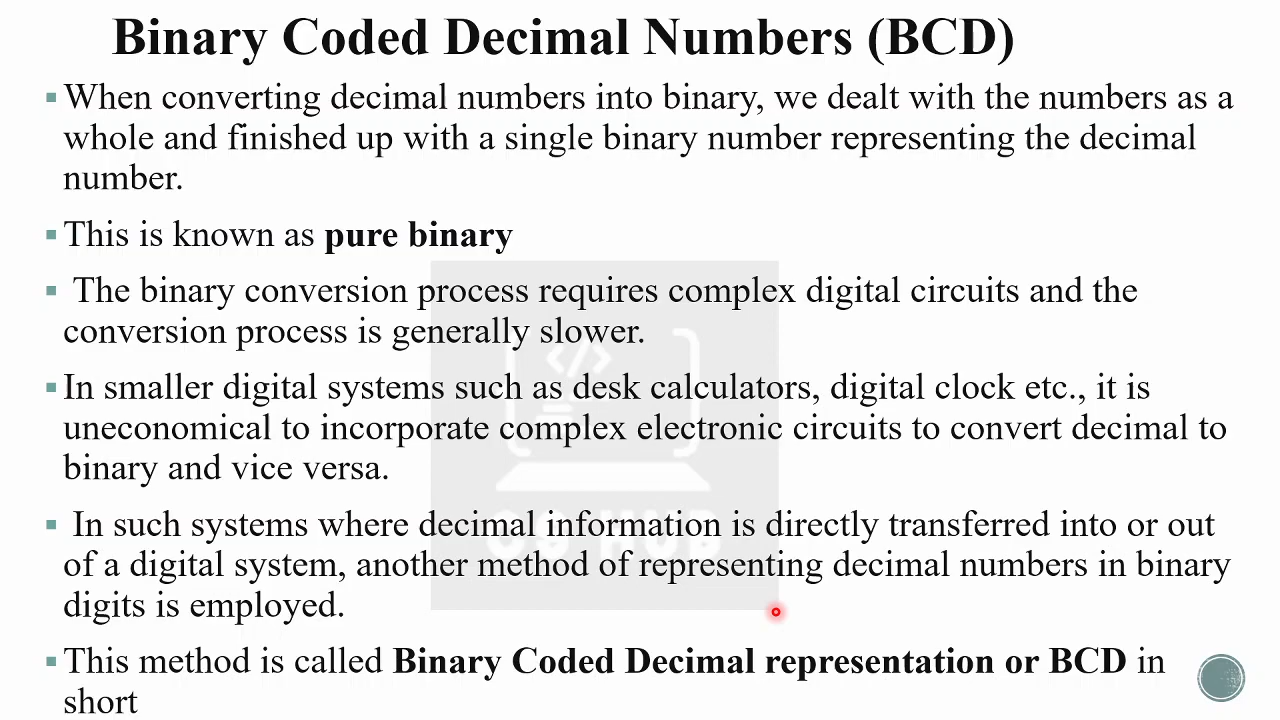 Binary Coded Decimal Numbers (BCD)
When converting decimal numbers into binary, we dealt with the numbers as a
whole and finished up with a single binary number representing the decimal
number.
This is known as pure binary
The binary conversion process requires complex digital circuits and the
conversion process is generally slower.
In smaller digital systems such as desk calculators, digital clock etc., it is
uneconomical to incorporate complex electronic circuits to convert decimal to
binary and vice versa.
In such systems where decimal information is directly transferred into or out
of a digital system, another method of representing decimal numbers in binary
digits is employed.
This method is called Binary Coded Decimal representation or BCD in
short